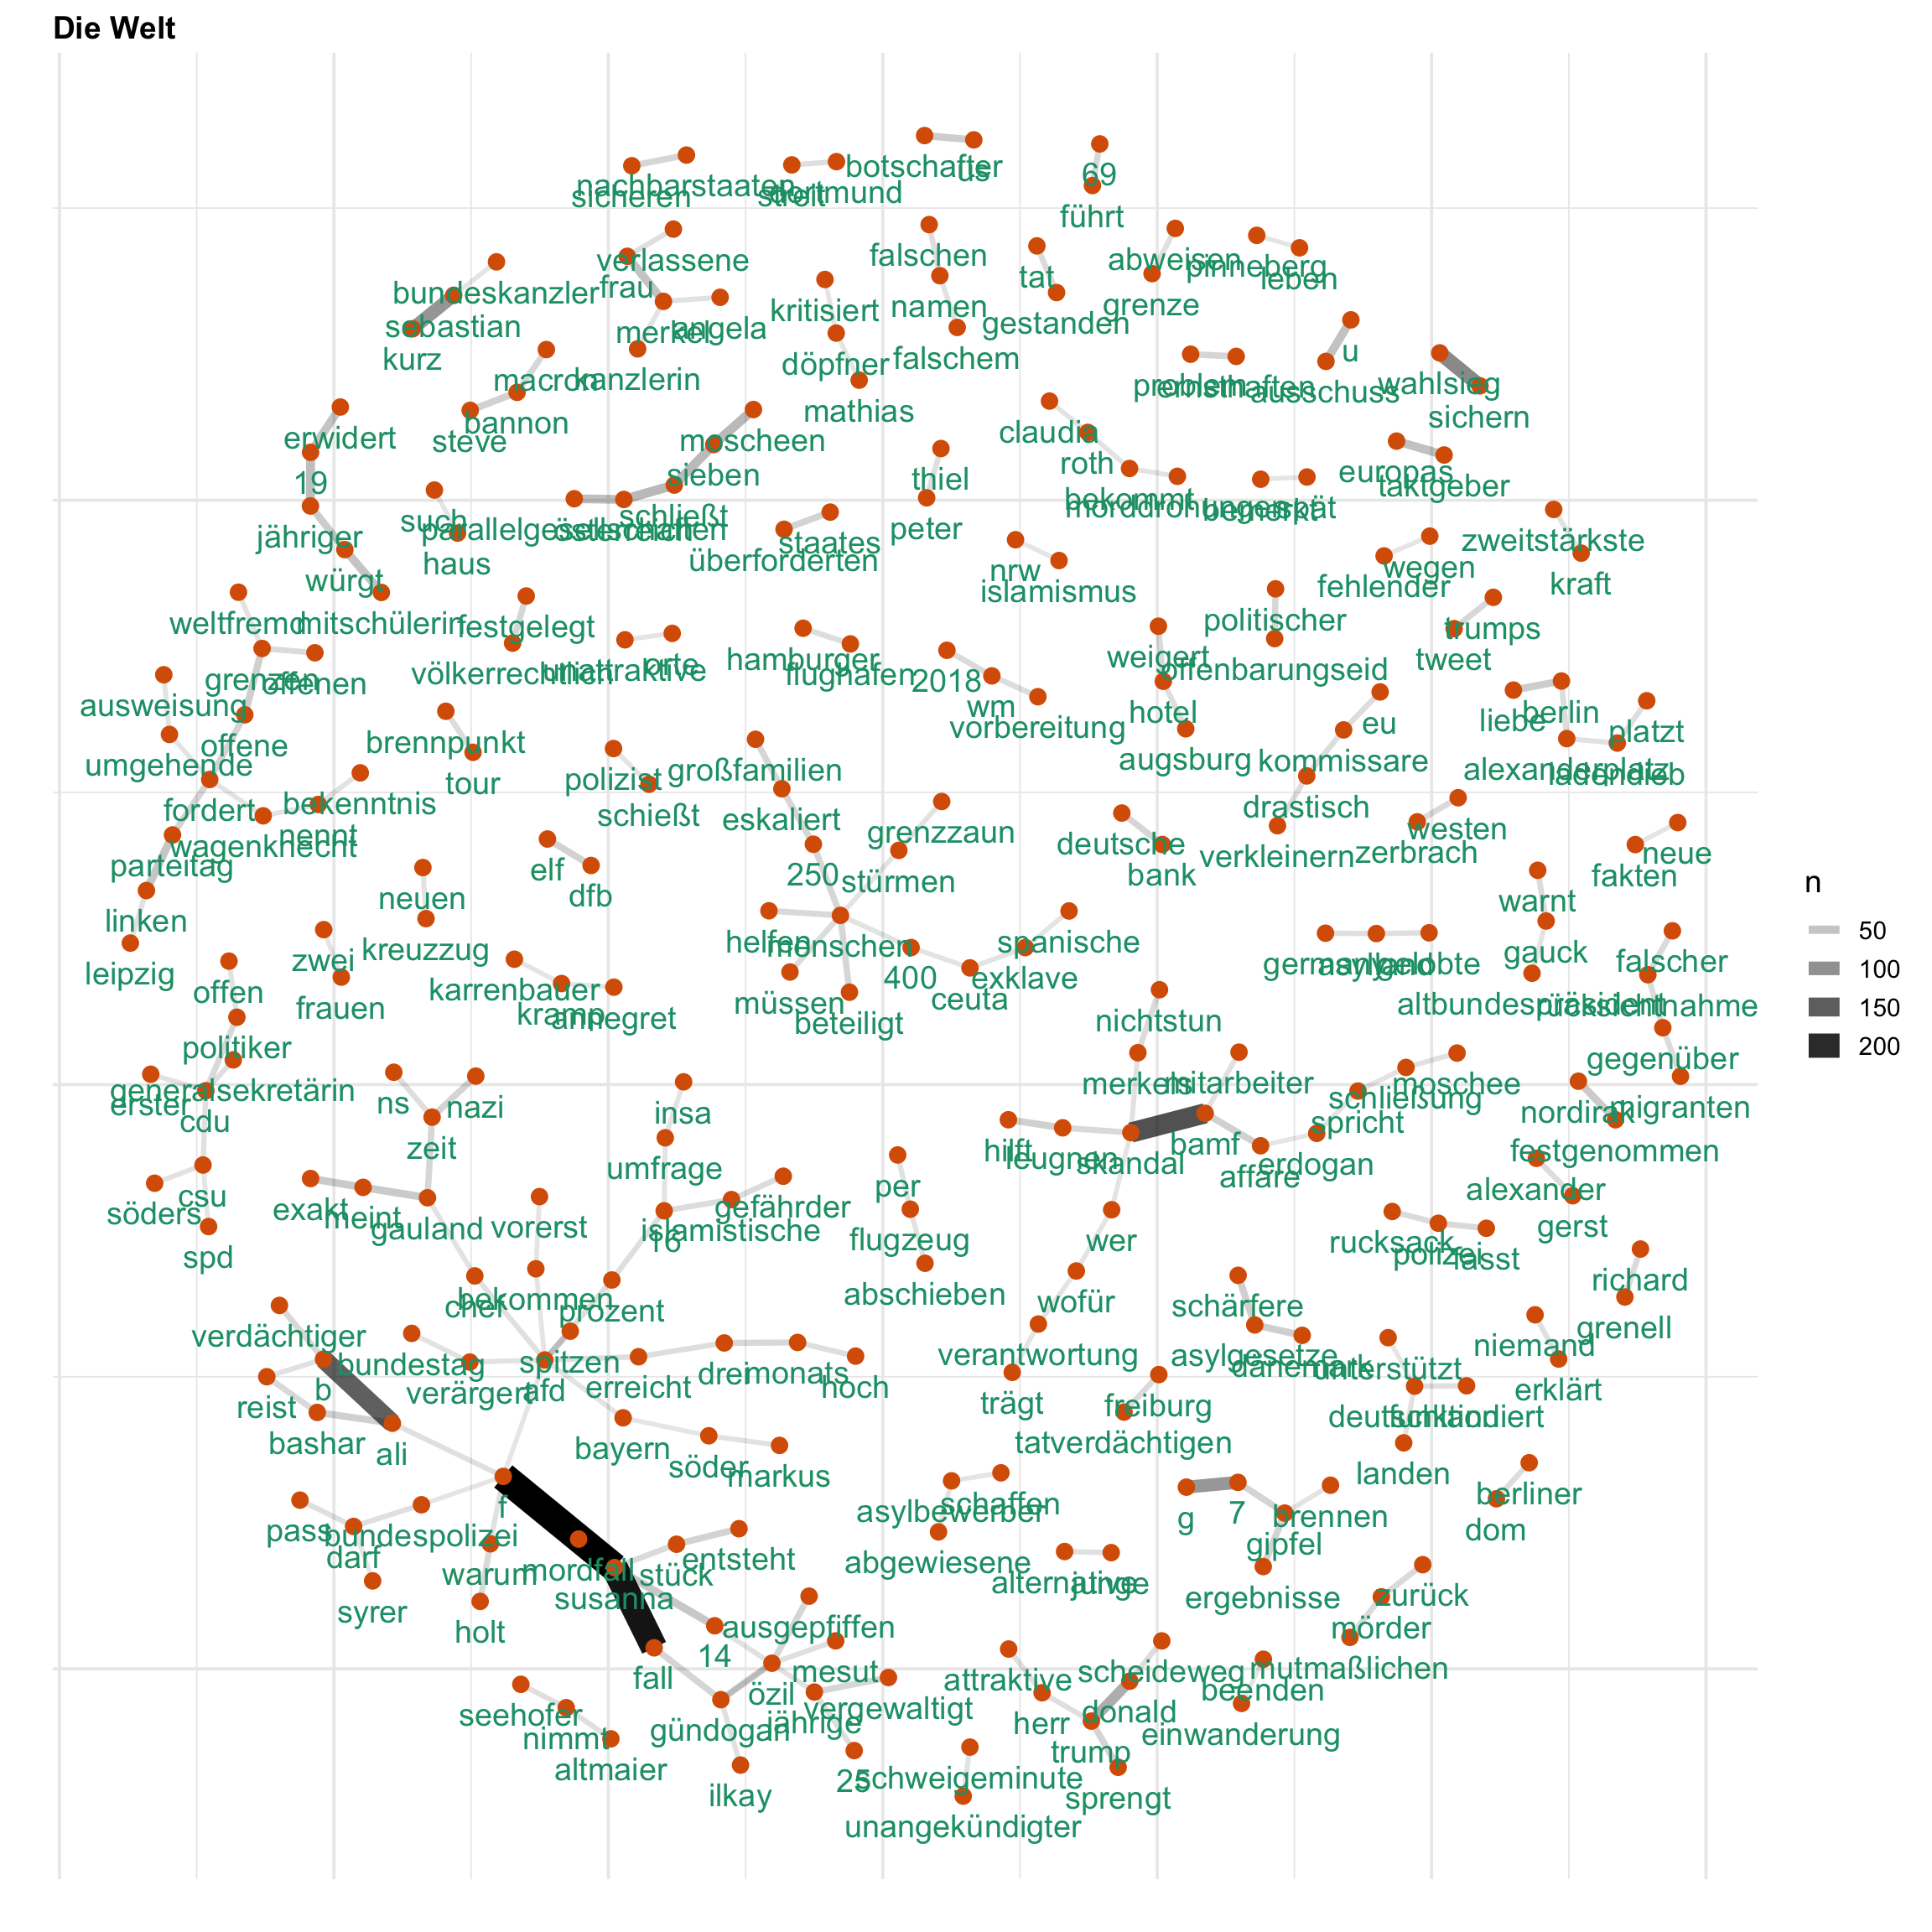 Die Welt
botschafter
us
69
nachbarstaaten
sicheren
streit
dortmund
führt
verlassene
falschen
abweisen
pinneberg
leben
bundeskanzler
frau
tat
sebastian
kritisiert
namen
grenze
merkel
angela
gestanden
kurz
döpfner
falschem
u
macron
kanzlerin
problem
ernsthaften
ausschuss
wahlsieg
sichern
mathias
erwidert
bannon
steve
moscheen
claudia
roth
sieben
thiel
europas
taktgeber
19
bekommt
morddrohungen
bemerkt
spät
such
parallelgesellschaften
österreich
schließt
jähriger
haus
staates
peter
überforderten
zweitstärkste
nrw
wegen
würgt
islamismus
fehlender
kraft
weltfremd
mitschülerin
festgelegt
politischer
trumps
grenzen
offenen
völkerrechtlich
unattraktive
orte
hamburger
flughafen
2018
weigert
offenbarungseid
tweet
ausweisung
wm
vorbereitung
hotel
eu
liebe
berlin
platzt
offene
brennpunkt
augsburg
kommissare
umgehende
tour
polizist
großfamilien
alexanderplatz
ladendieb
fordert
bekenntnis
schießt
eskaliert
drastisch
nennt
wagenknecht
grenzzaun
deutsche
westen
zerbrach
verkleinern
neue
parteitag
elf
250
stürmen
bank
fakten
neuen
dfb
linken
warnt
kreuzzug
helfen
menschen
spanische
gauck
zwei
germany
asylland
gelobte
falscher
leipzig
400
exklave
offen
frauen
karrenbauer
kramp
annegret
müssen
ceuta
altbundespräsident
rücksichtnahme
beteiligt
nichtstun
politiker
gegenüber
generalsekretärin
erster
merkels
mitarbeiter
moschee
schließung
cdu
ns
nazi
insa
spricht
nordirak
migranten
zeit
bamf
hilft
leugnen
skandal
festgenommen
umfrage
affäre
erdogan
csu
per
alexander
söders
exakt
meint
gauland
vorerst
gefährder
islamistische
16
gerst
flugzeug
wer
rucksack
polizei
fasst
spd
richard
abschieben
chef
bekommen
prozent
wofür
schärfere
grenell
verdächtiger
niemand
bundestag
spitzen
verantwortung
asylgesetze
dänemark
unterstützt
b
verärgert
afd
erreicht
drei
monats
hoch
erklärt
reist
trägt
freiburg
deutschland
funktioniert
bashar
ali
bayern
söder
markus
tatverdächtigen
landen
f
schaffen
asylbewerber
berliner
pass
bundespolizei
g
7
brennen
dom
darf
mordfall
entsteht
gipfel
warum
stück
abgewiesene
susanna
alternative
junge
ergebnisse
zurück
syrer
holt
ausgepfiffen
mörder
14
fall
mesut
attraktive
scheideweg
mutmaßlichen
özil
beenden
seehofer
vergewaltigt
nimmt
gündogan
jährige
herr
donald
einwanderung
altmaier
trump
25
schweigeminute
ilkay
sprengt
unangekündigter
n
50
100
150
200